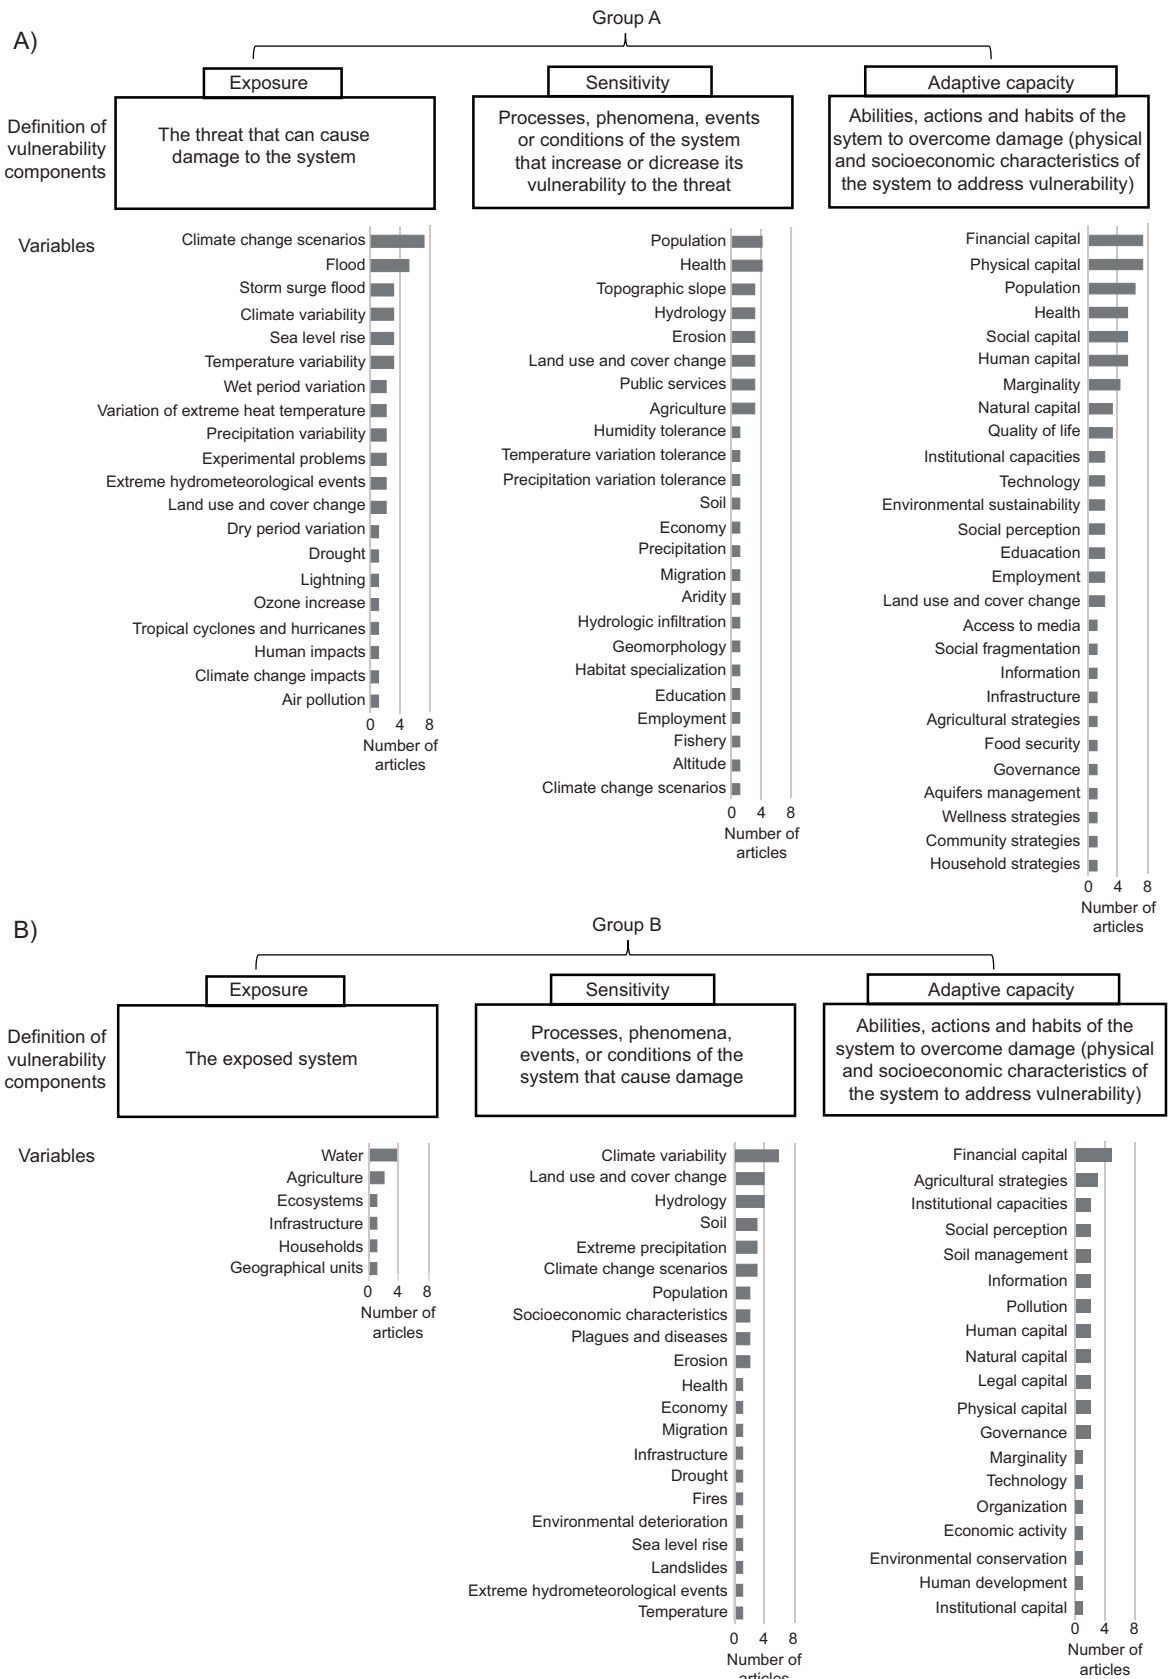 A)
Group A
Exposure
Sensitivity
Adaptive capacity
Definition of
vulnerability
components
The threat that can cause
damage to the system
Processes, phenomena, events
or conditions of the system
that increase or dicrease its
vulnerability to the threat
Abilities, actions and habits of the
sytem to overcome damage (physical
and socioeconomic characteristics of
the system to address vulnerability)
Variables
Climate change scenarios
Flood
Storm surge flood
Climate variability
Sea level rise
Temperature variability
Wet period variation
Variation of extreme heat temperature
Precipitation variability
Experimental problems
Extreme hydrometeorological events
Land use and cover change
Dry period variation
Drought
Lightning
Ozone increase
Tropical cyclones and hurricanes
Human impacts
Climate change impacts
Air pollution
0 4 8
Number of
articles
Population
Health
Topographic slope
Hydrology
Erosion
Land use and cover change
Public services
Agriculture
Humidity tolerance
Temperature variation tolerance
Precipitation variation tolerance
Soil
Economy
Precipitation
Migration
Aridity
Hydrologic infiltration
Geomorphology
Habitat specialization
Education
Employment
Fishery
Altitude
Climate change scenarios
0 4 8
Number of
articles
Financial capital
Physical capital
Population
Health
Social capital
Human capital
Marginality
Natural capital
Quality of life
Institutional capacities
Technology
Environmental sustainability
Social perception
Eduacation
Employment
Land use and cover change
Access to media
Social fragmentation
Information
Infrastructure
Agricultural strategies
Food security
Governance
Aquifers management
Wellness strategies
Community strategies
Household strategies
0 4 8
Number of
articles
B)
Group B
Exposure
Sensitivity
Adaptive capacity
Definition of
vulnerability
components
The exposed system
Processes, phenomena,
events, or conditions of the
system that cause damage
Abilities, actions and habits of the
system to overcome damage (physical
and socioeconomic characteristics of
the system to address vulnerability)
Variables
Water
Agriculture
Ecosystems
Infrastructure
Households
Geographical units
0 4 8
Number of
articles
Climate variability
Land use and cover change
Hydrology
Soil
Extreme precipitation
Climate change scenarios
Population
Socioeconomic characteristics
Plagues and diseases
Erosion
Health
Economy
Migration
Infrastructure
Drought
Fires
Environmental deterioration
Sea level rise
Landslides
Extreme hydrometeorological events
Temperature
0 4 8
Number of
articles
Financial capital
Agricultural strategies
Institutional capacities
Social perception
Soil management
Information
Pollution
Human capital
Natural capital
Legal capital
Physical capital
Governance
Marginality
Technology
Organization
Economic activity
Environmental conservation
Human development
Institutional capital
0 4 8
Number of
articles